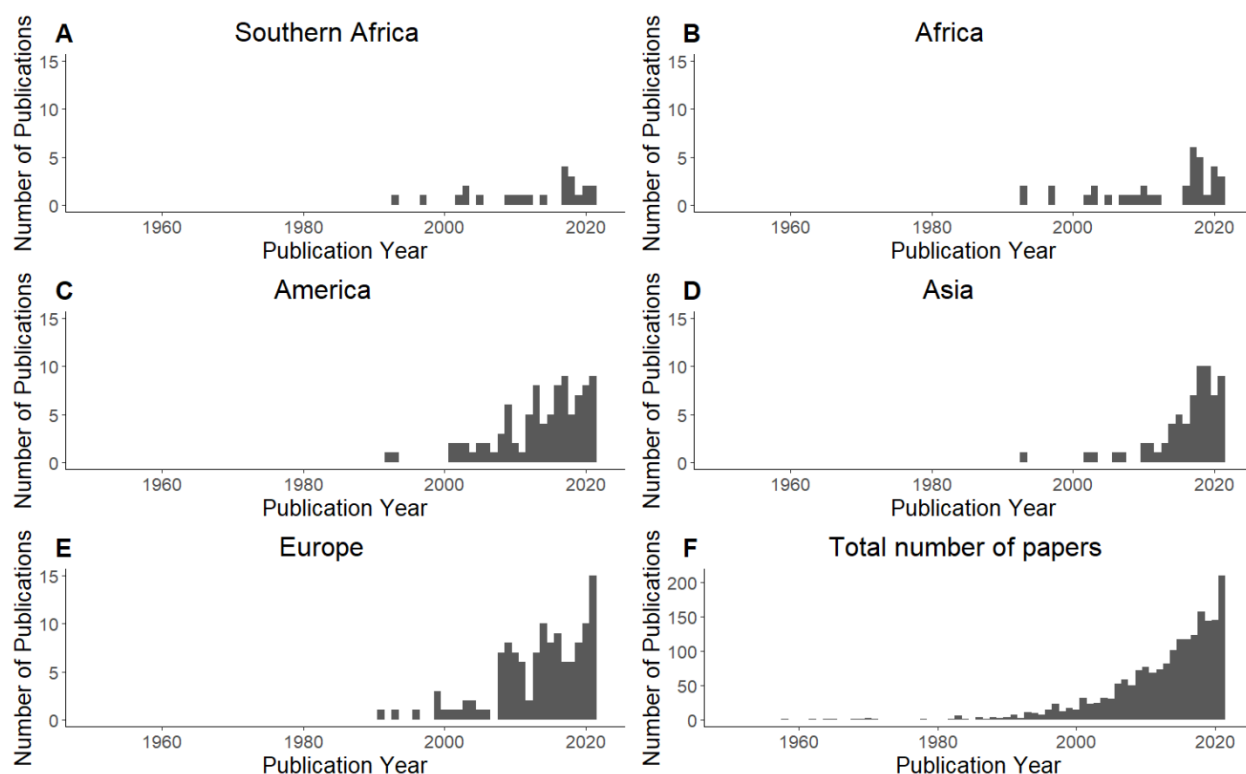 A Southern Africa
Number of Publications
15
10
5
0
1960 1980 2000 2020
Publication Year
B Africa
Number of Publications
15
10
5
0
1960 1980 2000 2020
Publication Year
C America
Number of Publications
15
10
5
0
1960 1980 2000 2020
Publication Year
D Asia
Number of Publications
15
10
5
0
1960 1980 2000 2020
Publication Year
E Europe
Number of Publications
15
10
5
0
1960 1980 2000 2020
Publication Year
F Total number of papers
Number of Publications
200
150
100
50
0
1960 1980 2000 2020
Publication Year